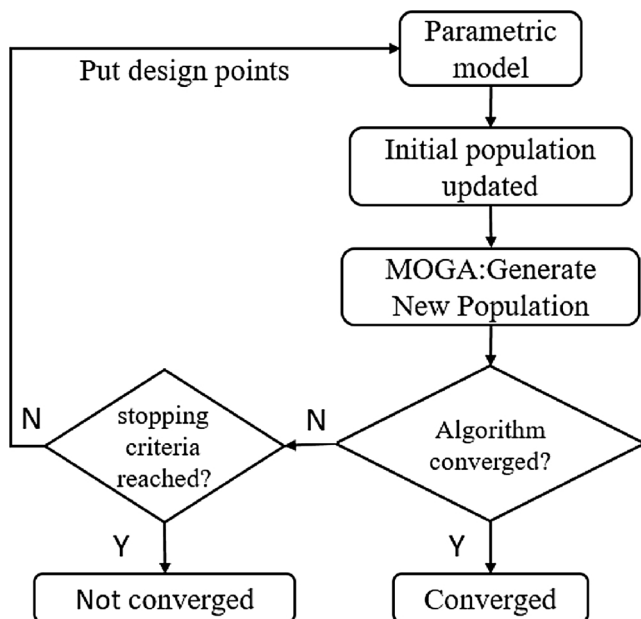 Parametric
model
Put design points
Initial population
updated
MOGA:Generate
New Population
N
stopping
criteria
reached?
N
Algorithm
converged?
Y
Y
Not converged
Converged